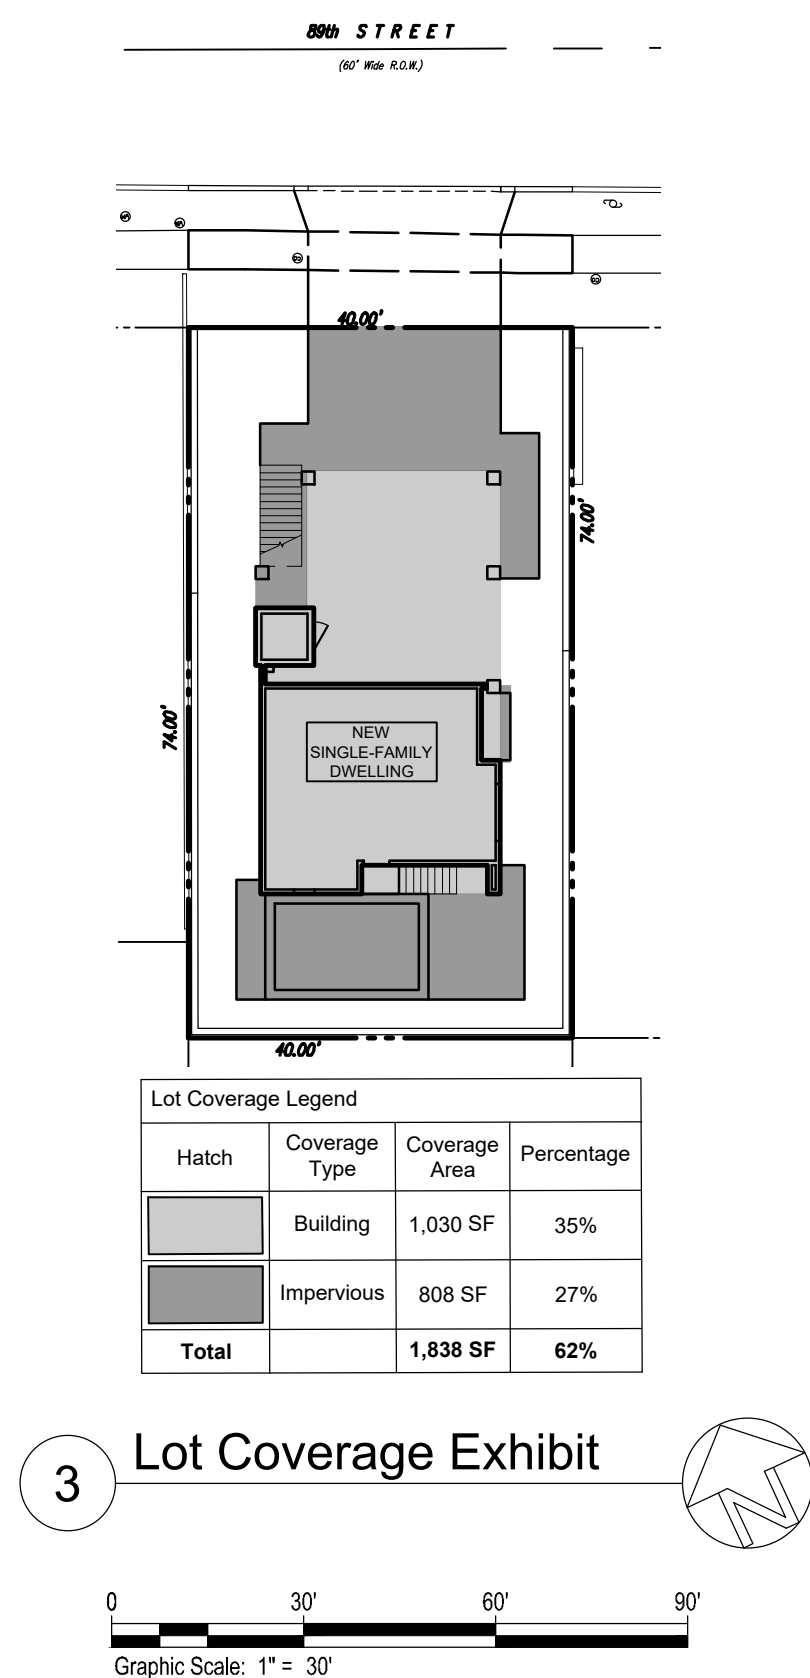 89th STREET
(60' Wide R.O.W.)
40.00'
74.00'
74.00'
NEW
SINGLE-FAMILY
DWELLING
40.00'
Lot Coverage Legend
Hatch Coverage Type Coverage Area Percentage
Building 1,030 SF 35%
Impervious 808 SF 27%
Total 1,838 SF 62%
3 Lot Coverage Exhibit
N
0 30' 60' 90'
Graphic Scale: 1" = 30'